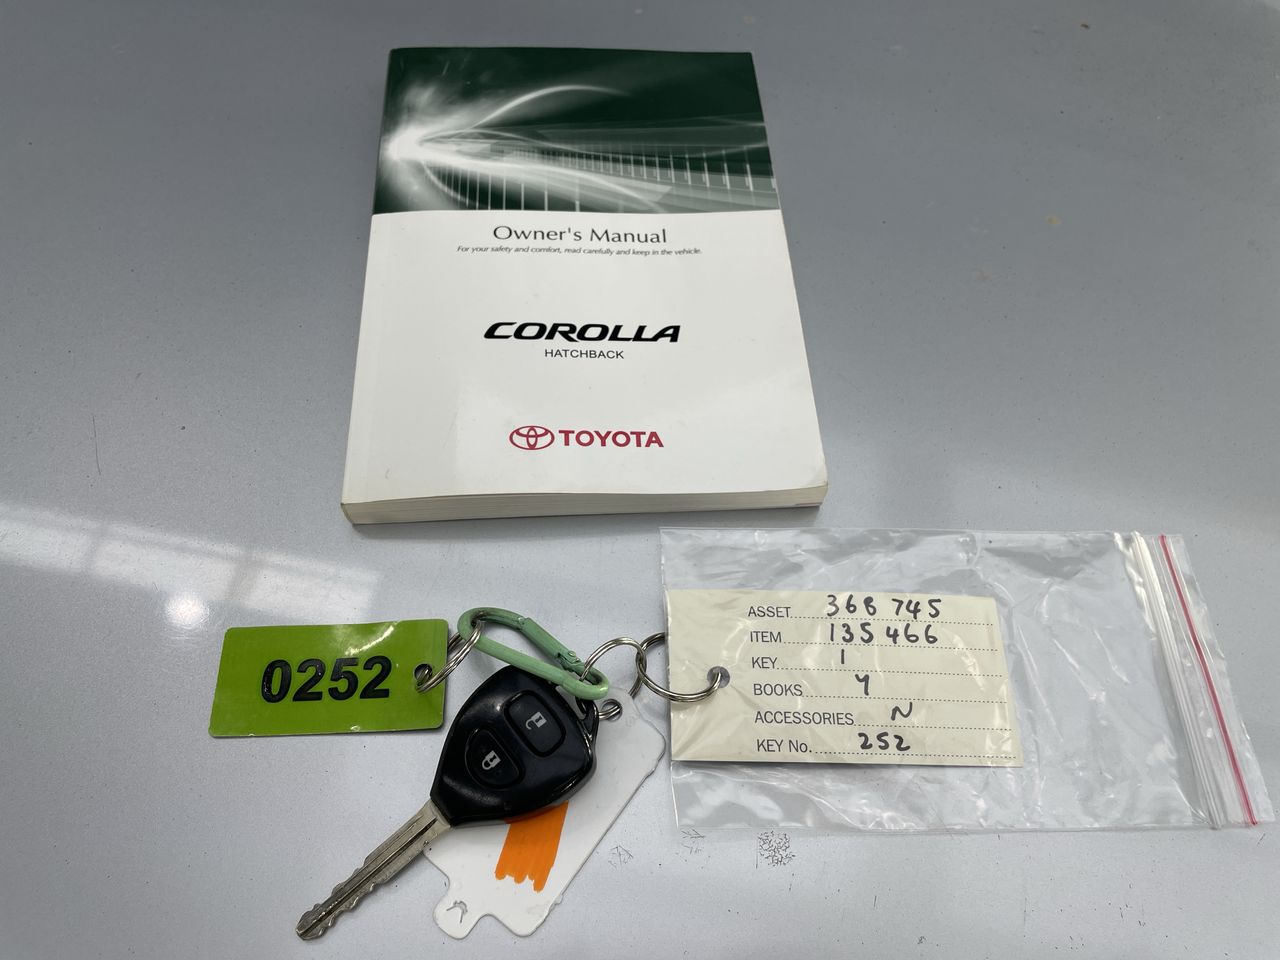 Owner's Manual
For your safety and comfort, read carefully and keep in the vehicle.
COROLLA
HATCHBACK
TOYOTA
0252
ASSET 368 745
ITEM 135 466
KEY 1
BOOKS Y
ACCESSORIES N
KEY No. 252